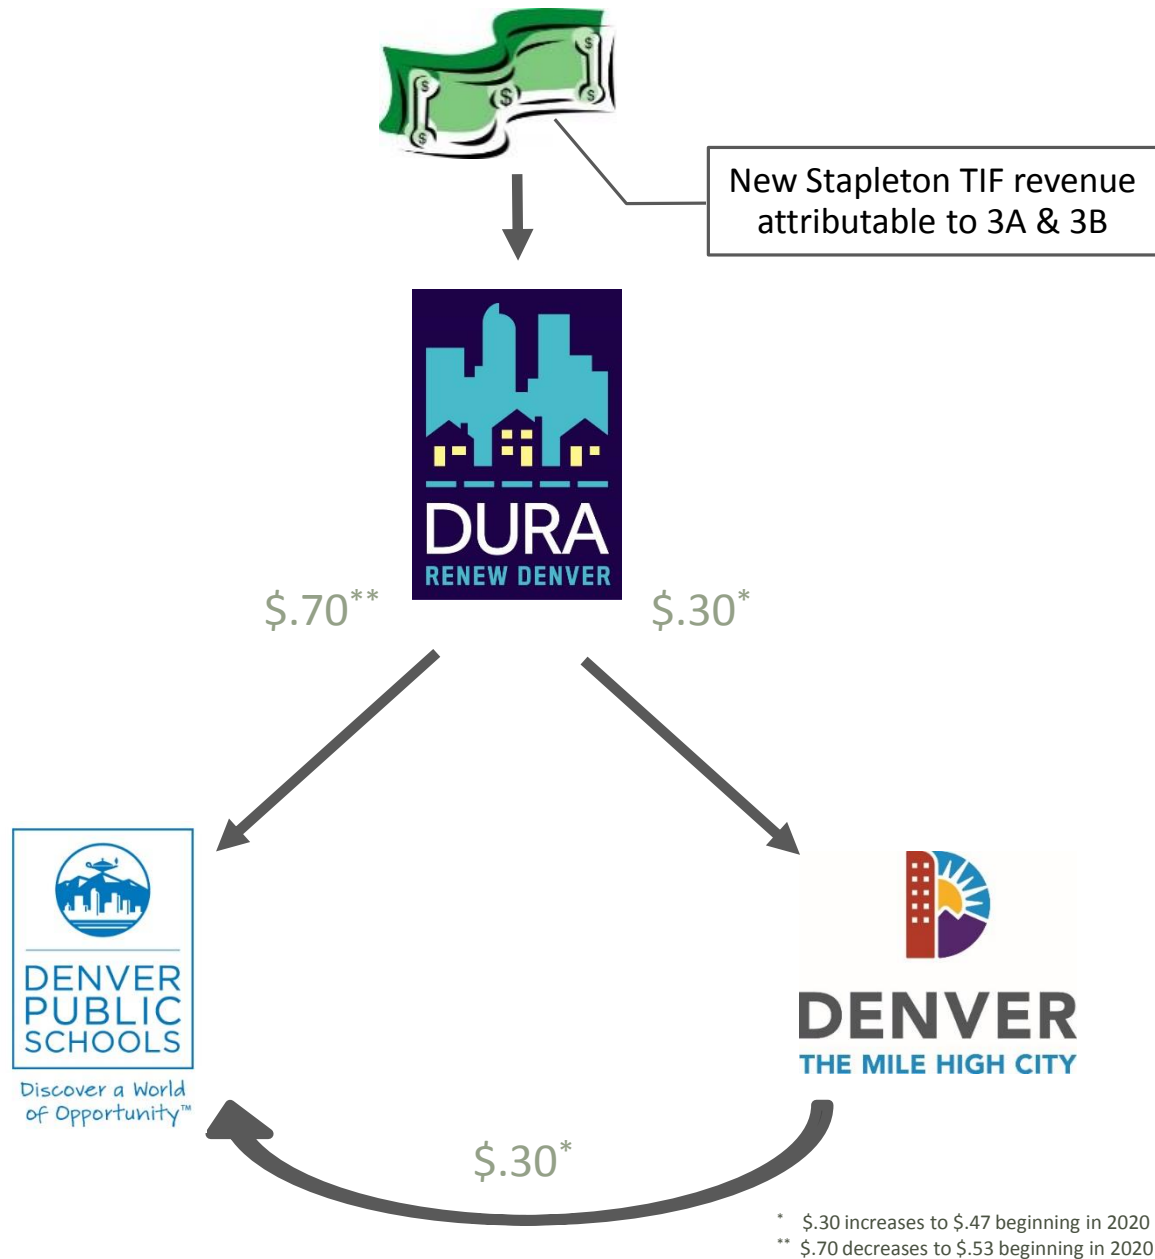 $ $ $ $ $
New Stapleton TIF revenue
attributable to 3A & 3B
DURA
RENEW DENVER
$.70**
$.30*
DENVER
PUBLIC
SCHOOLS
Discover a World
of Opportunity™
DENVER
THE MILE HIGH CITY
$.30*
* $.30 increases to $.47 beginning in 2020
** $.70 decreases to $.53 beginning in 2020